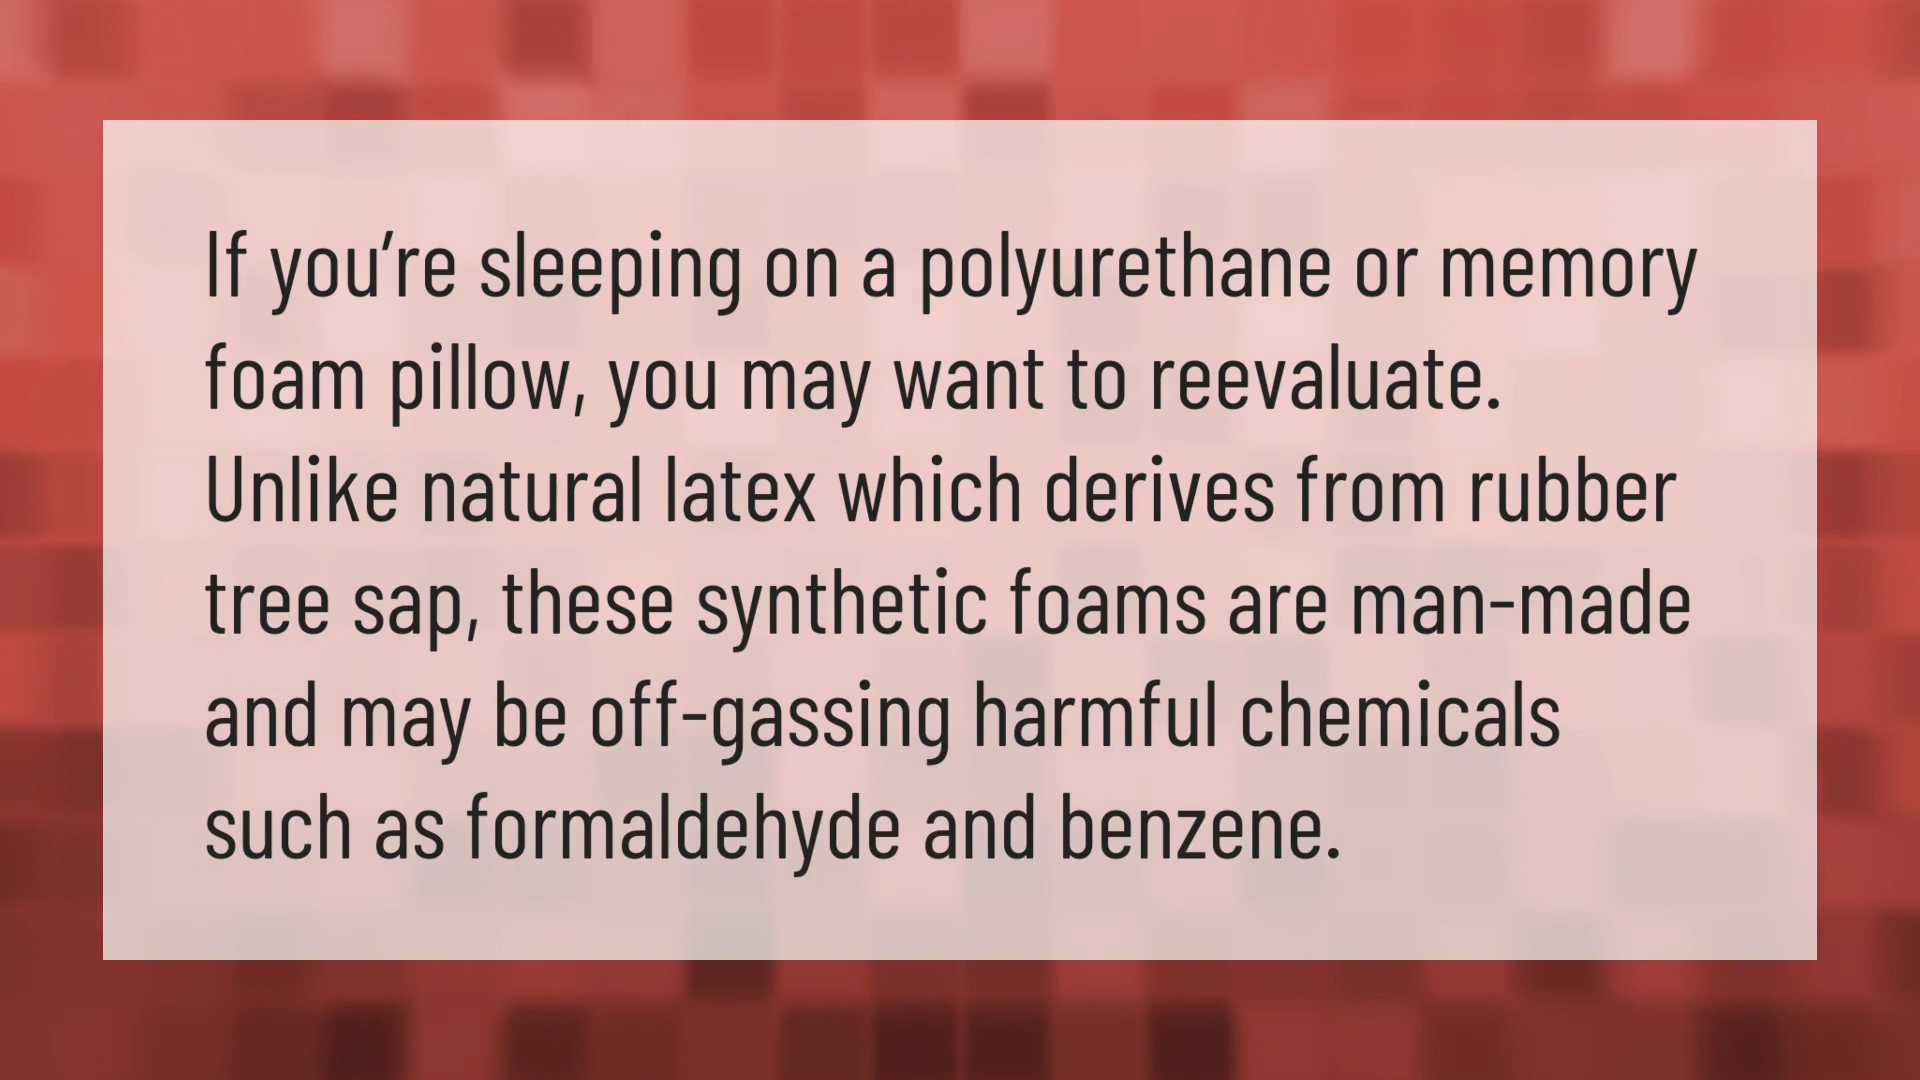 If you’re sleeping on a polyurethane or memory
foam pillow, you may want to reevaluate.
Unlike natural latex which derives from rubber
tree sap, these synthetic foams are man-made
and may be off-gassing harmful chemicals
such as formaldehyde and benzene.